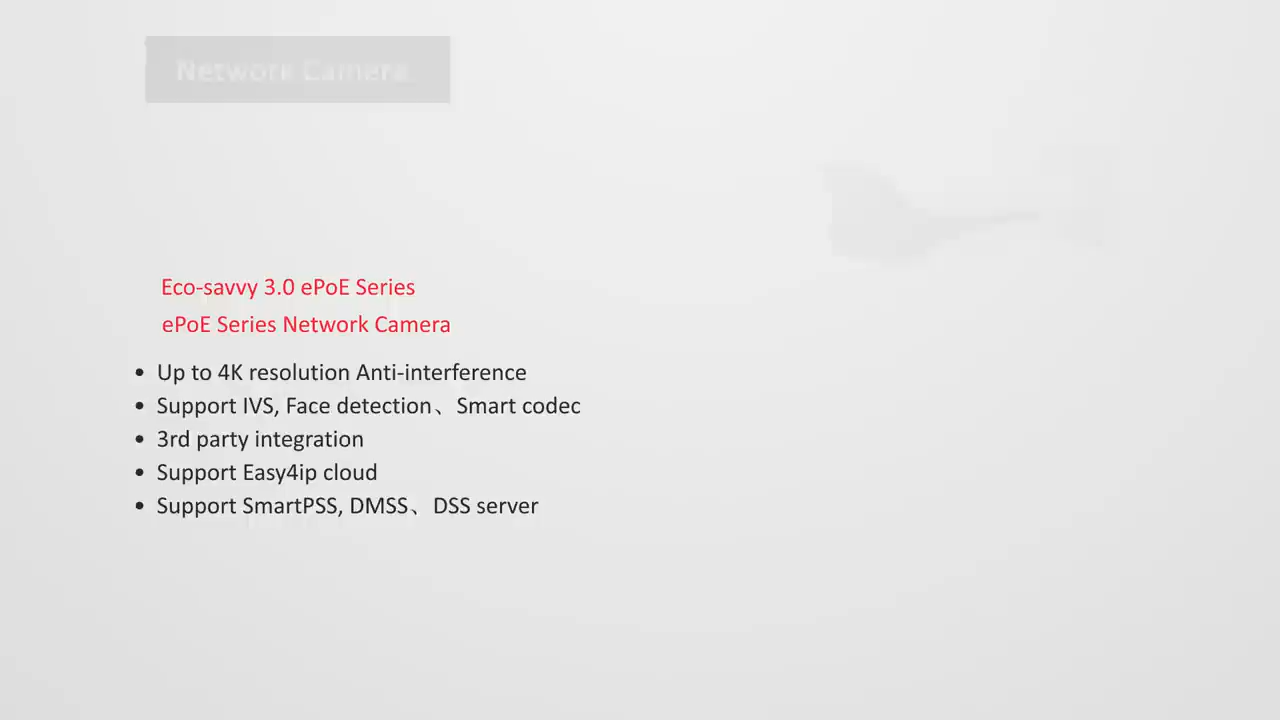 Network Camera
Eco-savvy 3.0 ePoE Series
ePoE Series Network Camera
• Up to 4K resolution Anti-interference
• Support IVS, Face detection、Smart codec
• 3rd party integration
• Support Easy4ip cloud
• Support SmartPSS, DMSS、DSS server